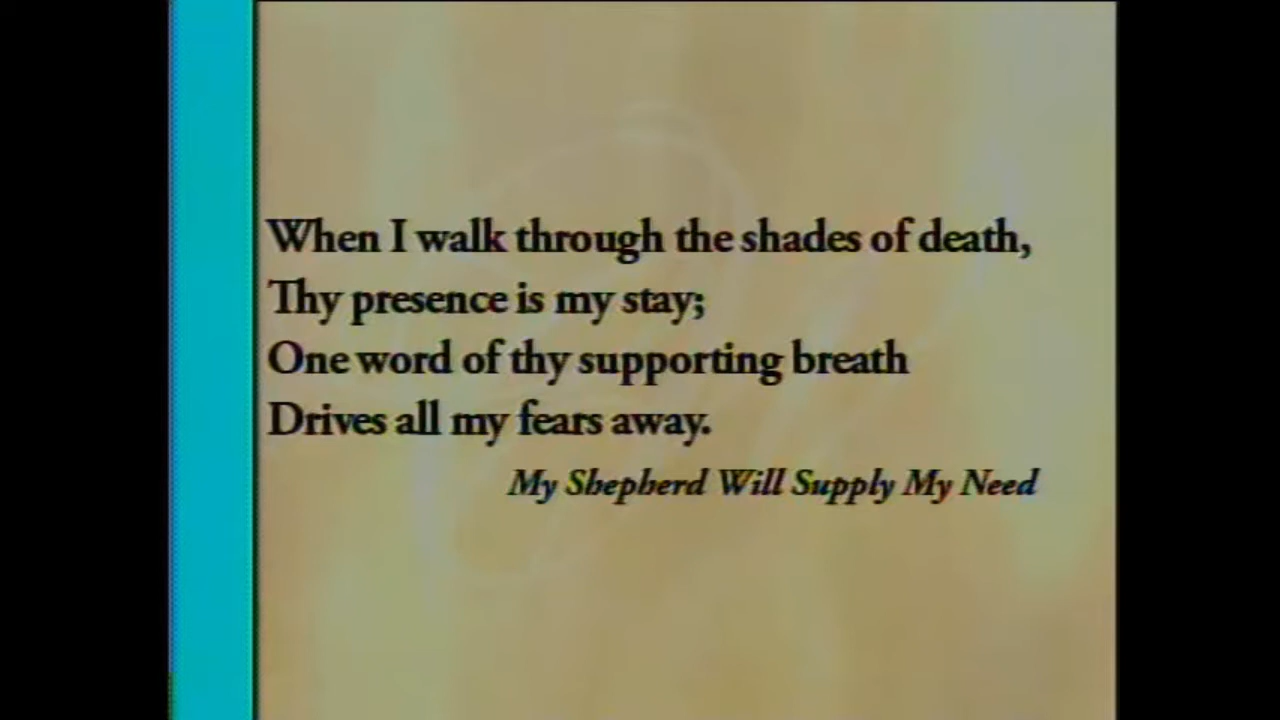 When I walk through the shades of death,
Thy presence is my stay;
One word of thy supporting breath
Drives all my fears away.
My Shepherd Will Supply My Need